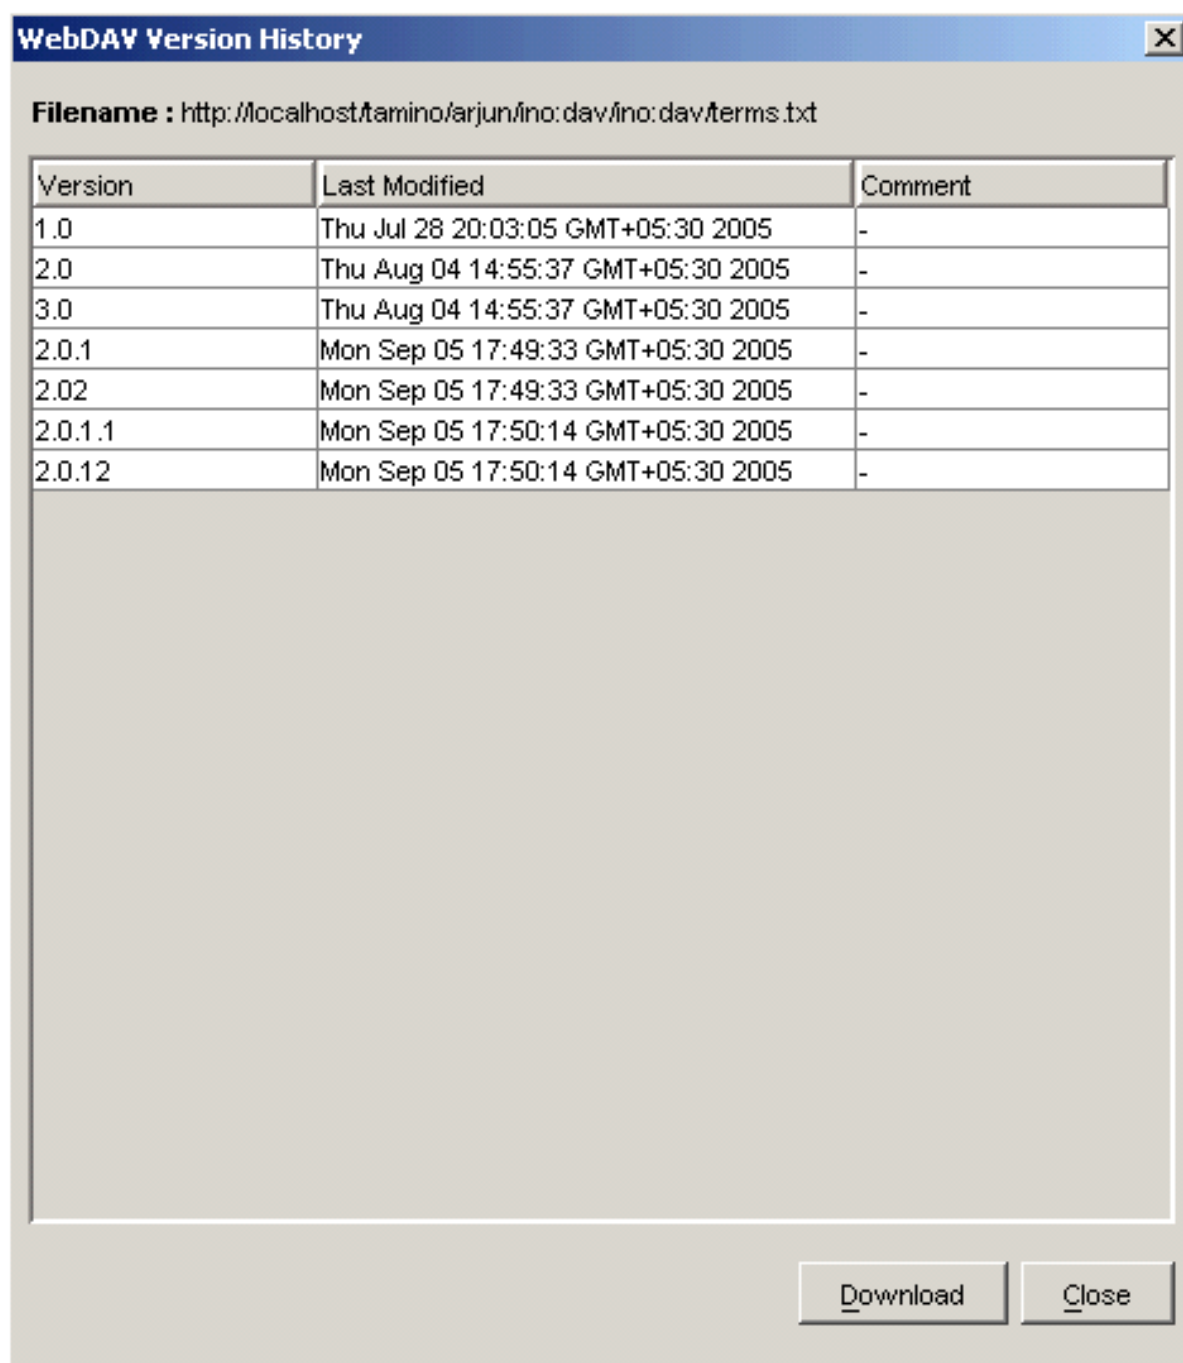 WebDAV Version History
Filename : http://localhost/tamino/arjun/ino:dav/ino:dav/terms.txt
Version Last Modified Comment
1.0 Thu Jul 28 20:03:05 GMT+05:30 2005 -
2.0 Thu Aug 04 14:55:37 GMT+05:30 2005 -
3.0 Thu Aug 04 14:55:37 GMT+05:30 2005 -
2.0.1 Mon Sep 05 17:49:33 GMT+05:30 2005 -
2.02 Mon Sep 05 17:49:33 GMT+05:30 2005 -
2.0.1.1 Mon Sep 05 17:50:14 GMT+05:30 2005 -
2.0.12 Mon Sep 05 17:50:14 GMT+05:30 2005 -
Download Close